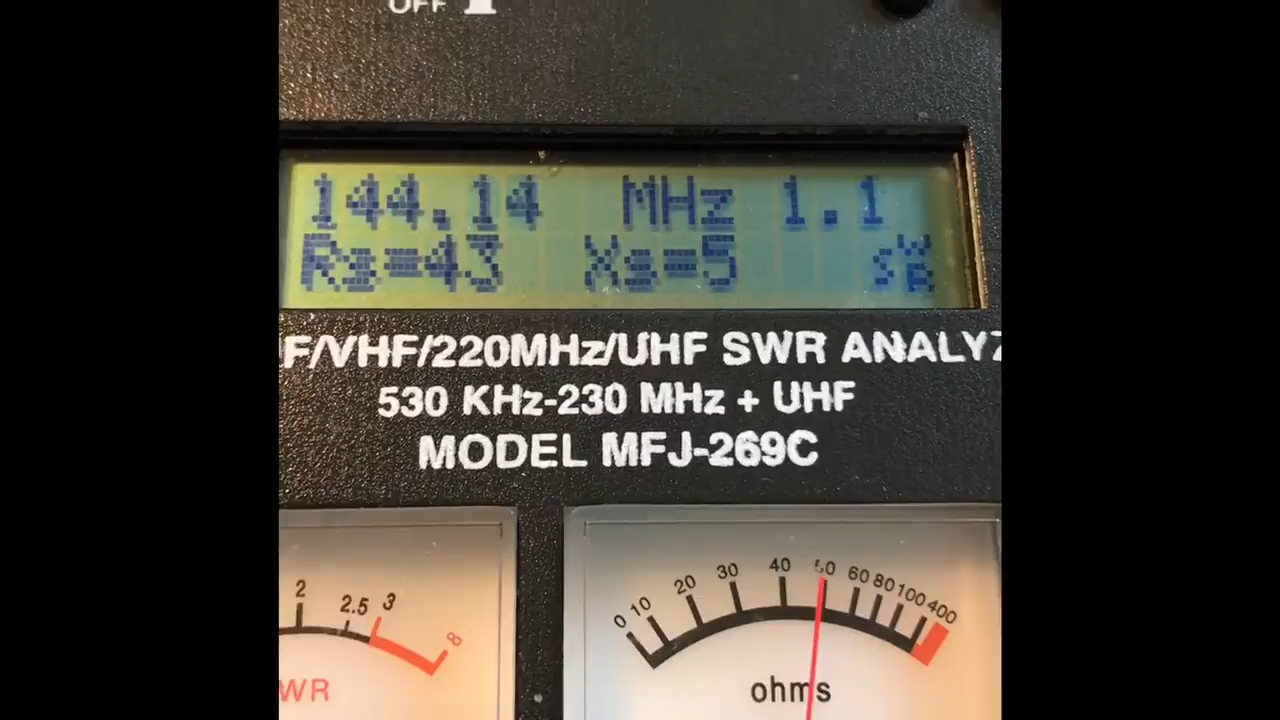 OFF
144.14 MHz 1.1
Rs=43 Xs=5 SWR
F/VHF/220MHz/UHF SWR ANALYZ
530 KHz-230 MHz + UHF
MODEL MFJ-269C
2 2.5 3 8
WR
0 10 20 30 40 50 60 80 100 400
ohms